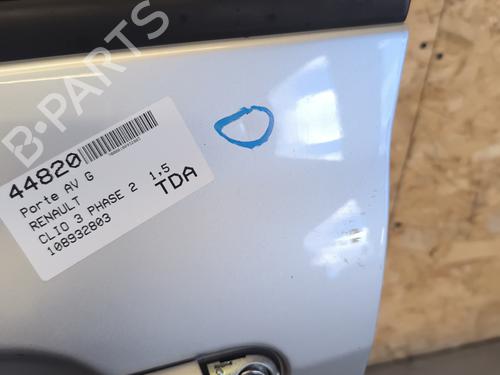 B-PARTS
44820
Porte AV G
RENAULT
CLIO 3 PHASE 2 1,5
108932803
TDA